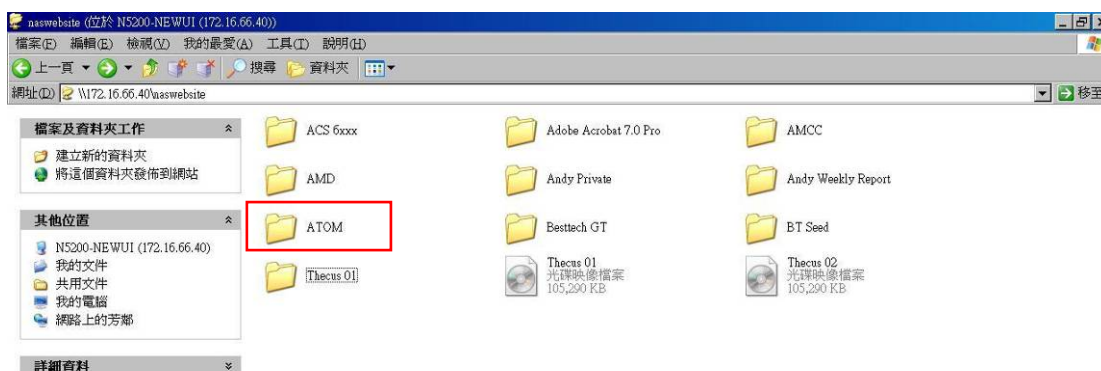 naswebsite (位於 N5200-NEWUI (172.16.66.40))
檔案(E) 編輯(E) 檢視(V) 我的最愛(A) 工具(T) 說明(H)
上一頁 搜尋 資料夾
網址(D) \\172.16.66.40\naswebsite 移至
檔案及資料夾工作
建立新的資料夾
將這個資料夾發佈到網站
其他位置
N5200-NEWUI (172.16.66.40)
我的文件
共用文件
我的電腦
網路上的芳鄰
詳細資料
ACS 6xxx
Adobe Acrobat 7.0 Pro
AMCC
AMD
Andy Private
Andy Weekly Report
ATOM
Besttech GT
BT Seed
Thecus 01
Thecus 01
光碟映像檔案
105,290 KB
Thecus 02
光碟映像檔案
105,290 KB